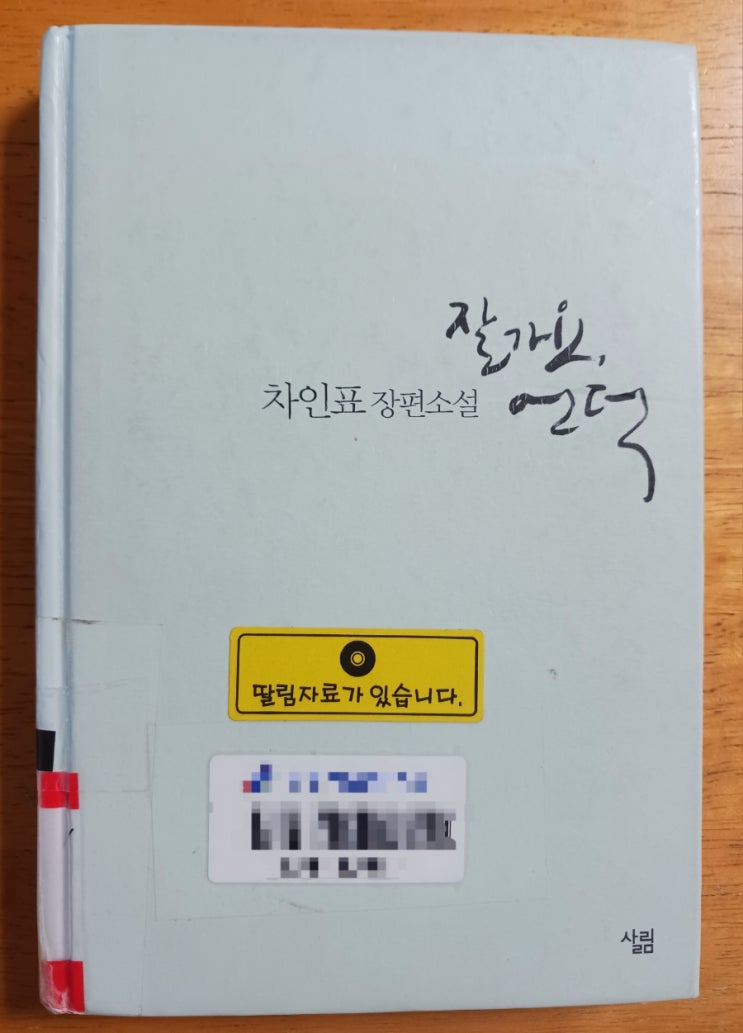 잘가요,
언덕
차인표 장편소설
딸림자료가 있습니다.
살림